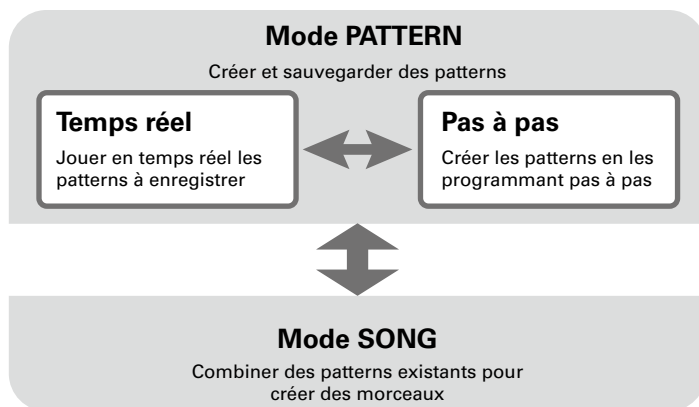 Mode PATTERN
Créer et sauvegarder des patterns
Temps réel
Jouer en temps réel les
patterns à enregistrer
Pas à pas
Créer les patterns en les
programmant pas à pas
Mode SONG
Combiner des patterns existants pour
créer des morceaux